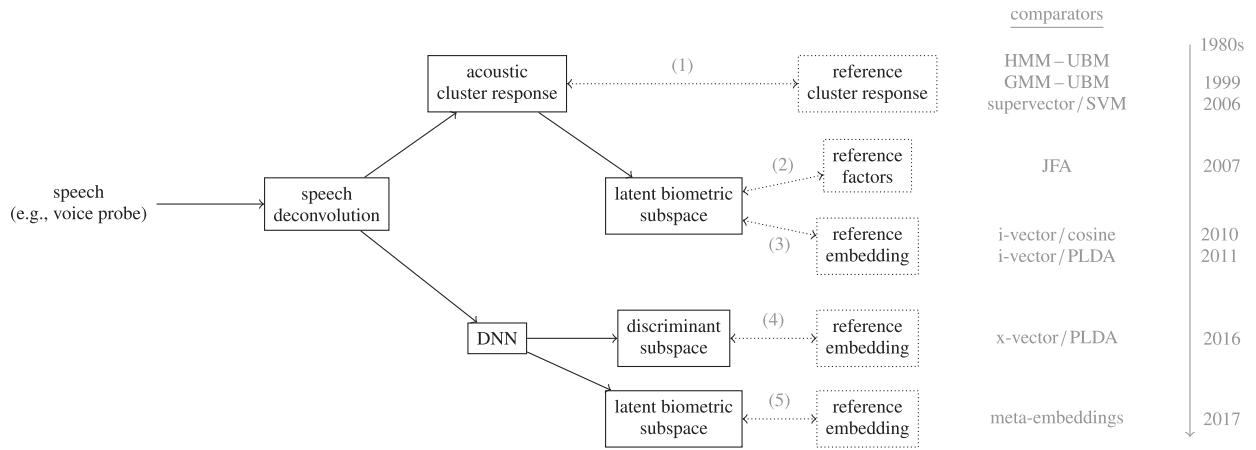 comparators
1980s
acoustic
cluster response
(1)
reference
cluster response
HMM – UBM
GMM – UBM
1999
supervector / SVM
2006
speech
(e.g., voice probe)
speech
deconvolution
latent biometric
subspace
(2)
reference
factors
JFA
2007
(3)
reference
embedding
i-vector / cosine
2010
i-vector / PLDA
2011
DNN
discriminant
subspace
(4)
reference
embedding
x-vector / PLDA
2016
latent biometric
subspace
(5)
reference
embedding
meta-embeddings
2017